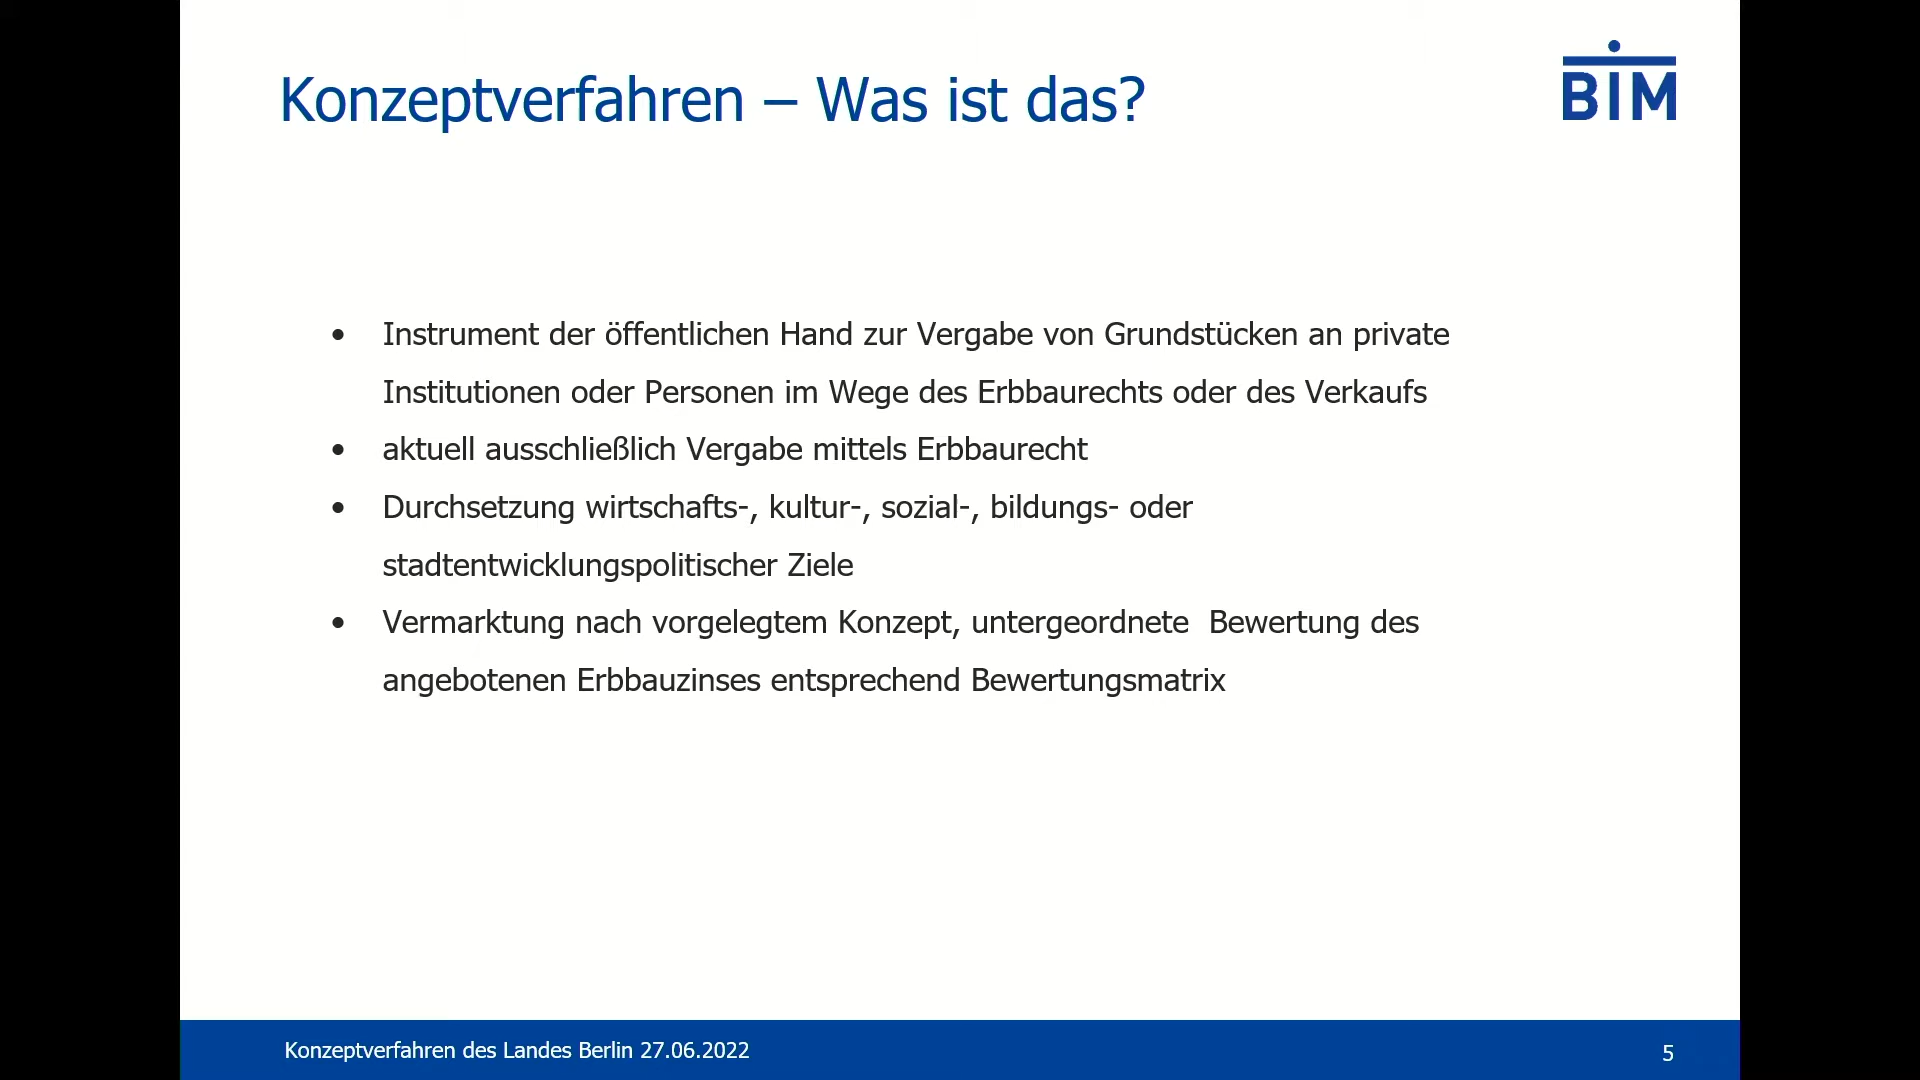 Konzeptverfahren – Was ist das?
BIM
• Instrument der öffentlichen Hand zur Vergabe von Grundstücken an private
Institutionen oder Personen im Wege des Erbbaurechts oder des Verkaufs
• aktuell ausschließlich Vergabe mittels Erbbaurecht
• Durchsetzung wirtschafts-, kultur-, sozial-, bildungs- oder
stadtentwicklungspolitischer Ziele
• Vermarktung nach vorgelegtem Konzept, untergeordnete  Bewertung des
angebotenen Erbbauzinses entsprechend Bewertungsmatrix
Konzeptverfahren des Landes Berlin 27.06.2022
5